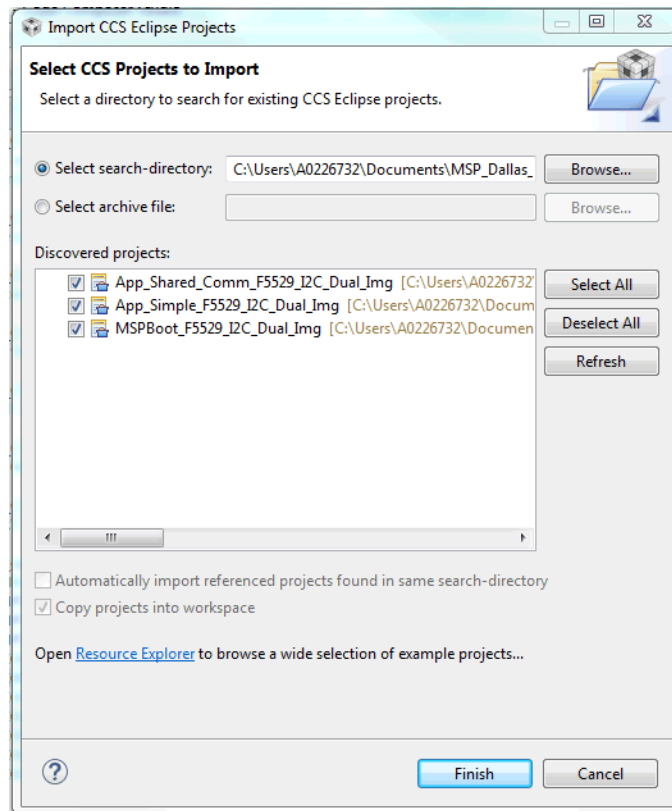 Import CCS Eclipse Projects
Select CCS Projects to Import
Select a directory to search for existing CCS Eclipse projects.
Select search-directory: C:\Users\A0226732\Documents\MSP_Dallas_ Browse...
Select archive file: Browse...
Discovered projects:
App_Shared_Comm_F5529_I2C_Dual_Img [C:\Users\A0226732\ Select All
App_Simple_F5529_I2C_Dual_Img [C:\Users\A0226732\Docum
MSPBoot_F5529_I2C_Dual_Img [C:\Users\A0226732\Documen Deselect All
Refresh
Automatically import referenced projects found in same search-directory
Copy projects into workspace
Open Resource Explorer to browse a wide selection of example projects...
? Finish Cancel